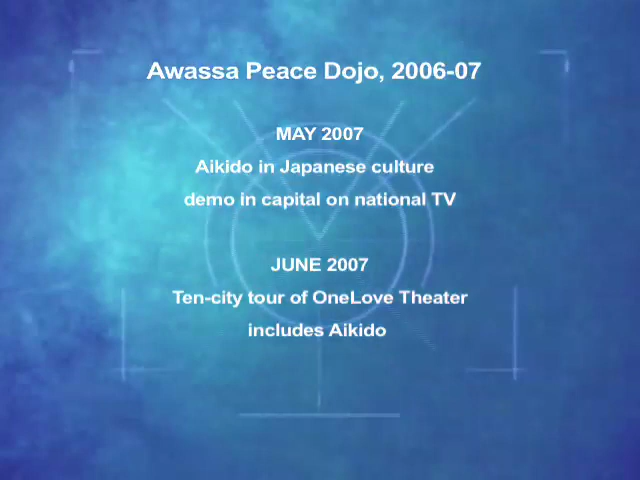 Awassa Peace Dojo, 2006-07
MAY 2007
Aikido in Japanese culture
demo in capital on national TV
JUNE 2007
Ten-city tour of OneLove Theater
includes Aikido